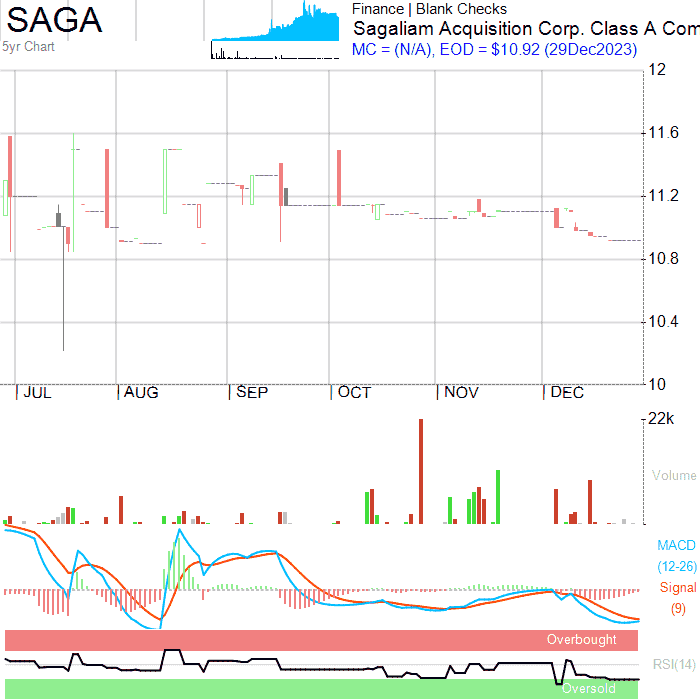 SAGA
5yr Chart
Finance | Blank Checks
Sagaliam Acquisition Corp. Class A Com
MC = (N/A), EOD = $10.92 (29Dec2023)
12
11.6
11.2
10.8
10.4
10
JUL AUG SEP OCT NOV DEC
22k
Volume
MACD
(12-26)
Signal
(9)
Overbought
RSI(14)
Oversold